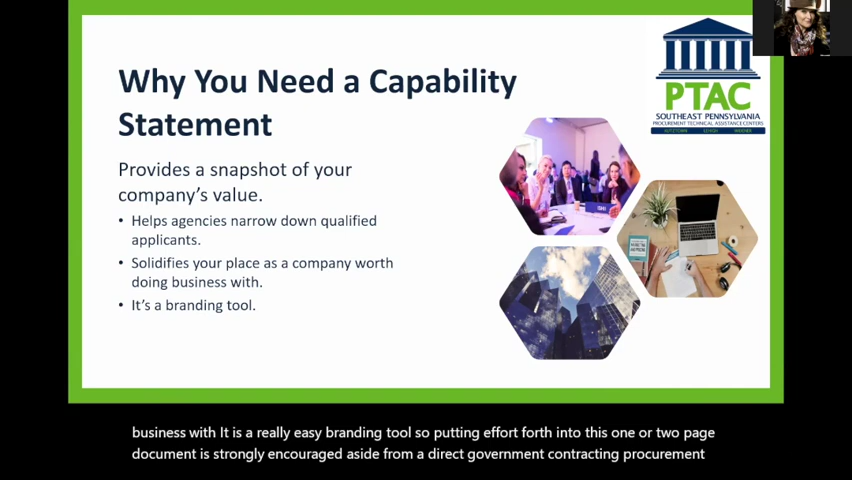 Why You Need a Capability
Statement
Provides a snapshot of your
company's value.
• Helps agencies narrow down qualified
applicants.
• Solidifies your place as a company worth
doing business with.
• It's a branding tool.
PTAC
SOUTHEAST PENNSYLVANIA
PROCUREMENT TECHNICAL ASSISTANCE CENTERS
KUTZTOWN LEHIGH WIDENER
business with It is a really easy branding tool so putting effort forth into this one or two page
document is strongly encouraged aside from a direct government contracting procurement